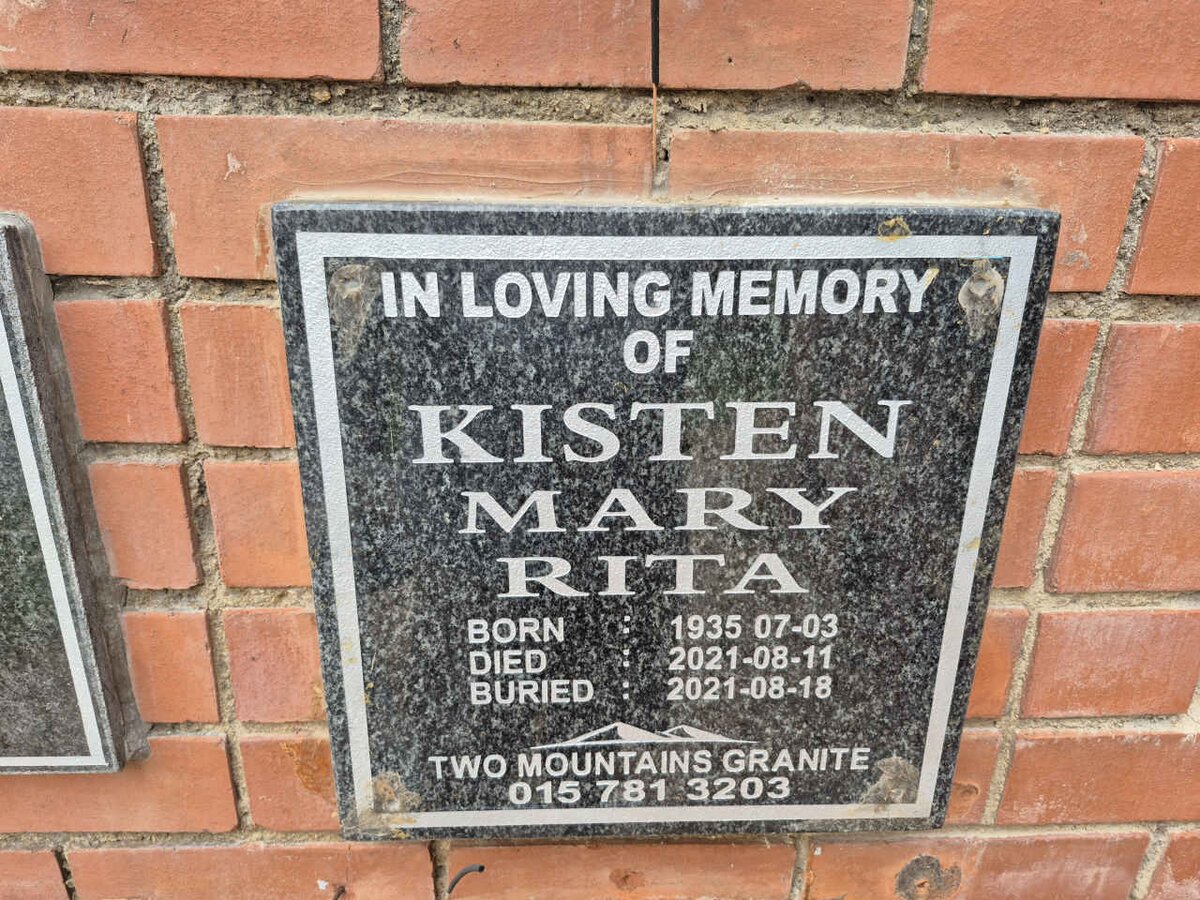 IN LOVING MEMORY
OF
KISTEN
MARY
RITA
BORN : 1935 07-03
DIED : 2021-08-11
BURIED : 2021-08-18
TWO MOUNTAINS GRANITE
015 781 3203